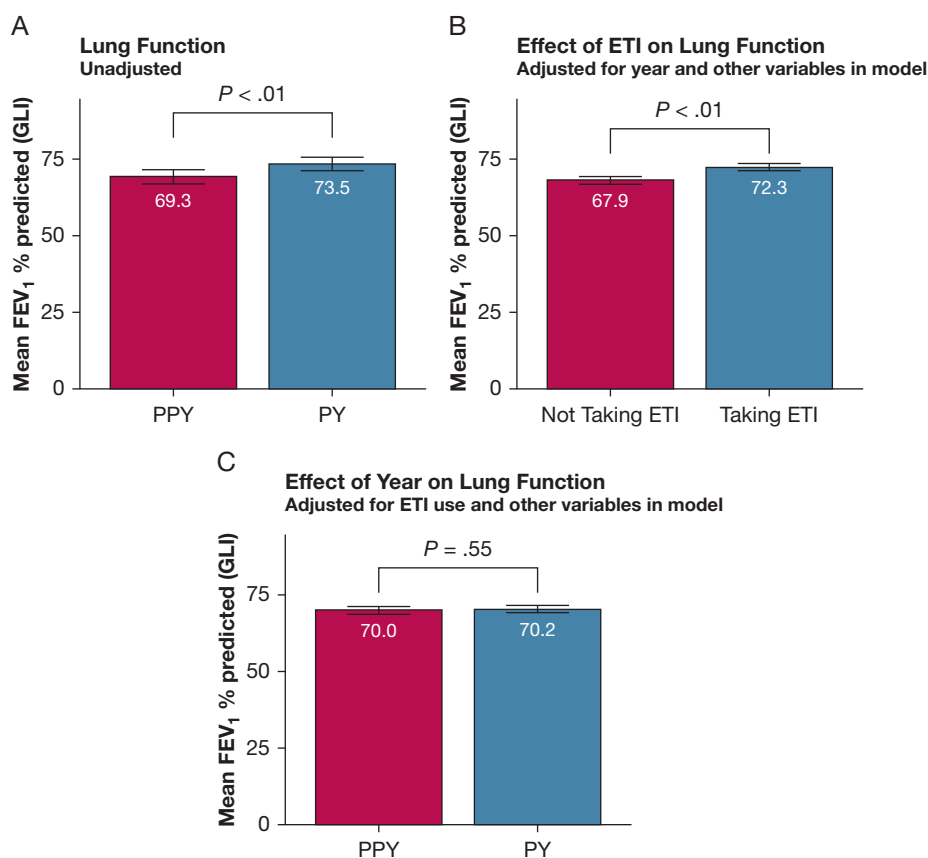 A
Lung Function
Unadjusted
P < .01
Mean FEV₁ % predicted (GLI)
75
50
25
0
69.3
73.5
PPY
PY
B
Effect of ETI on Lung Function
Adjusted for year and other variables in model
P < .01
Mean FEV₁ % predicted (GLI)
75
50
25
0
67.9
72.3
Not Taking ETI
Taking ETI
C
Effect of Year on Lung Function
Adjusted for ETI use and other variables in model
P = .55
Mean FEV₁ % predicted (GLI)
75
50
25
0
70.0
70.2
PPY
PY